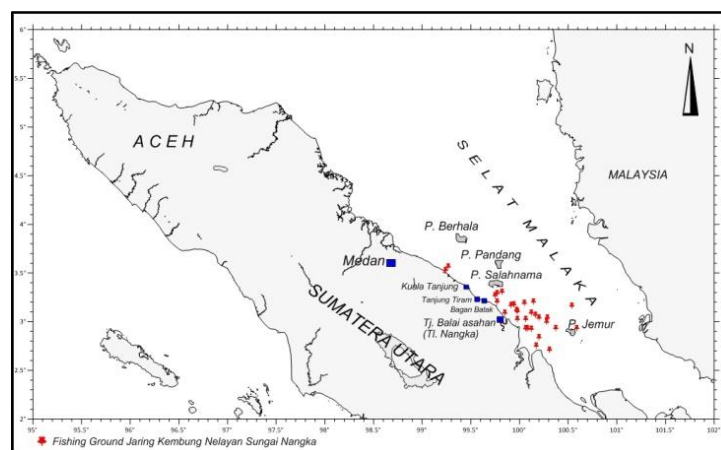 6°
5.5°
5°
4.5°
4°
3.5°
3°
2.5°
2°
N
ACEH
SELAT MALAKA
MALAYSIA
P. Berhala
P. Pandang
Medan
P. Salahnama
Kuala Tanjung
Tanjung Tiram
Bagan Batak
Tj. Balai asahan
(Tl. Nangka)
P. Jemur
SUMATERA UTARA
95° 95.5° 96° 96.5° 97° 97.5° 98° 98.5° 99° 99.5° 100° 100.5° 101° 101.5° 102°
Fishing Ground Jaring Kembung Nelayan Sungai Nangka